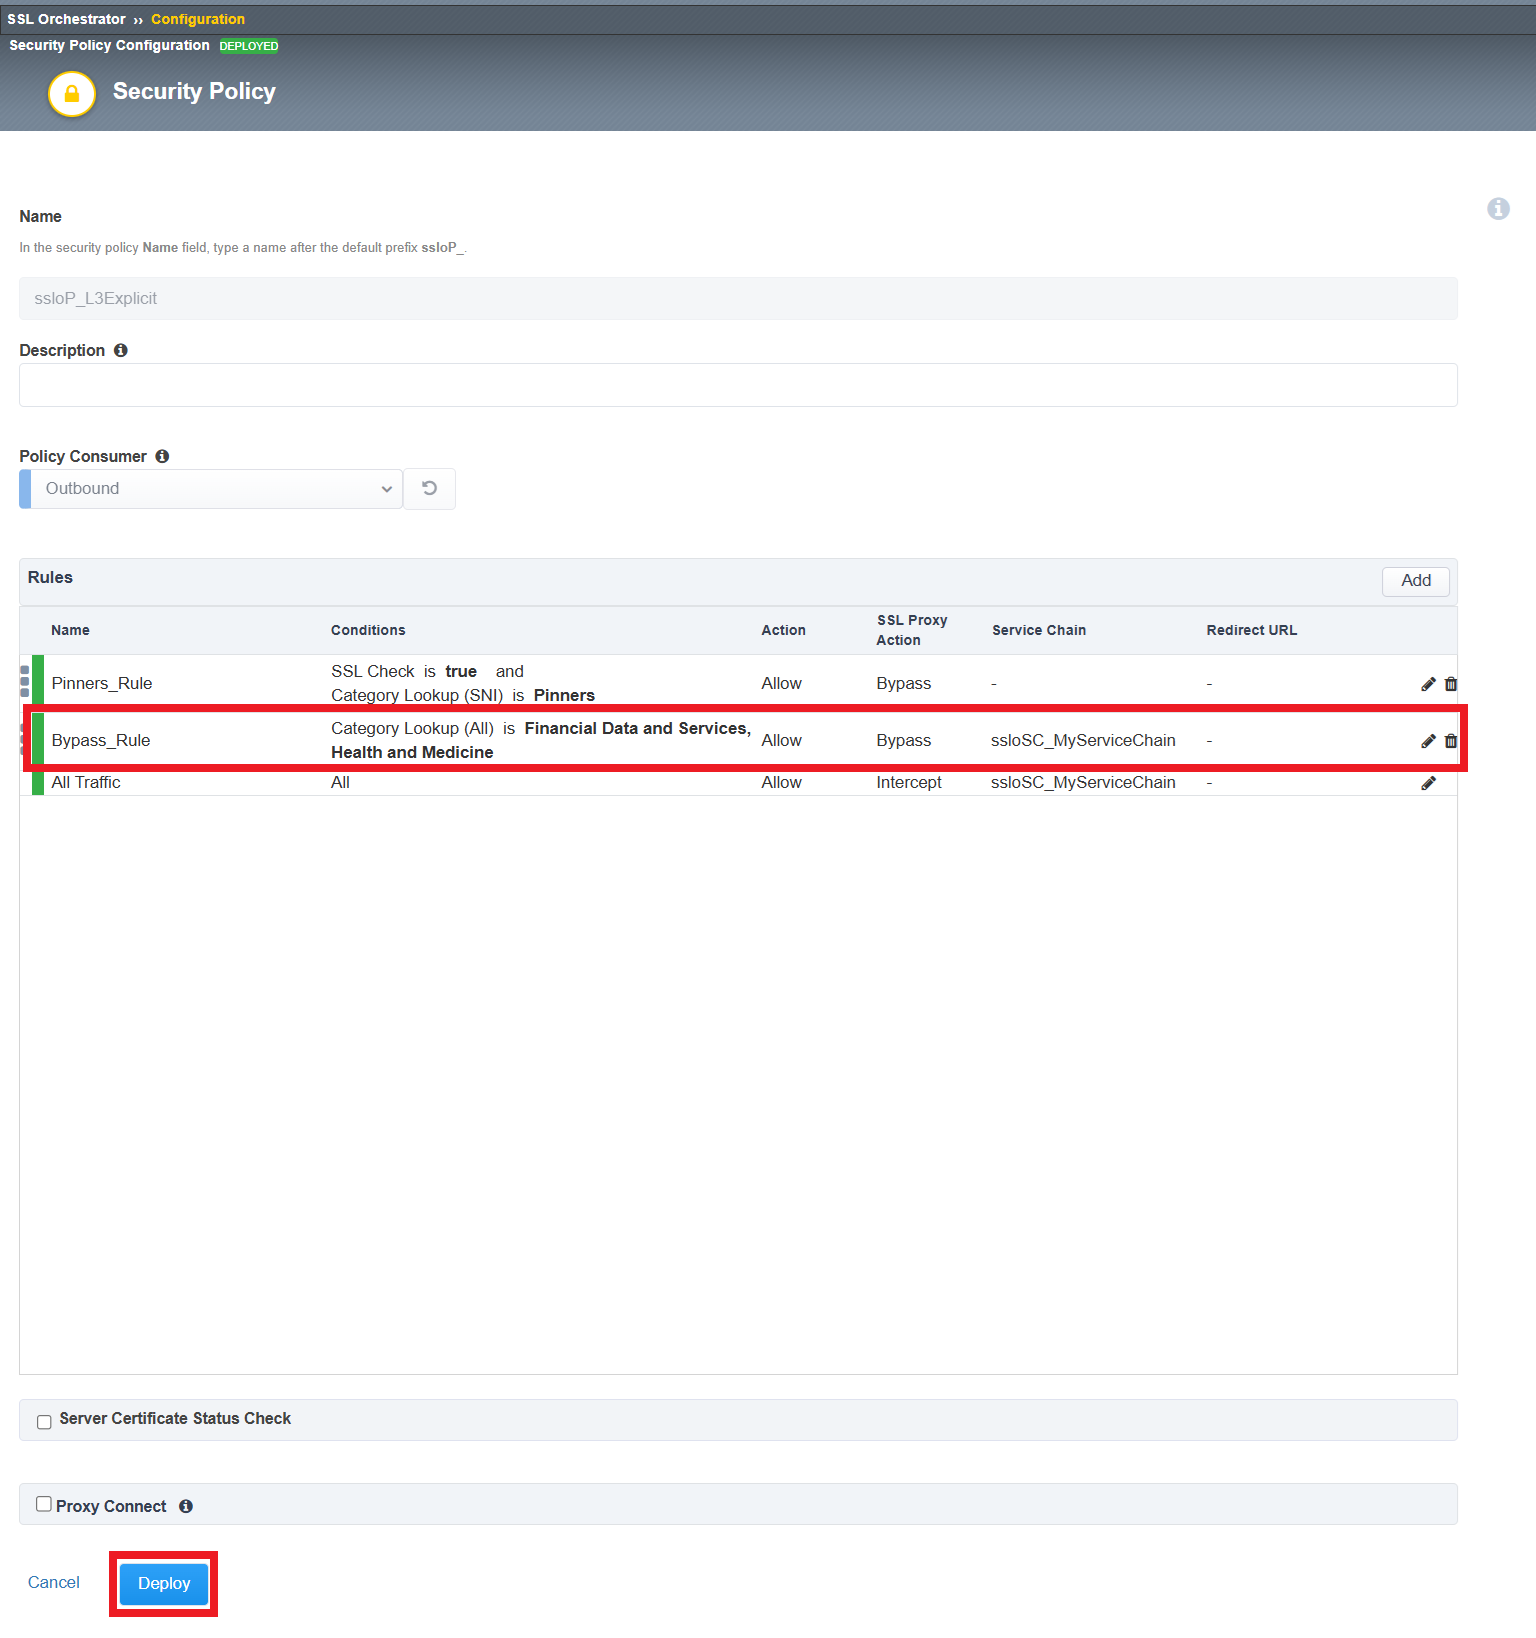 SSL Orchestrator ›› Configuration
Security Policy Configuration DEPLOYED
Security Policy
Name
In the security policy Name field, type a name after the default prefix ssloP_.
ssloP_L3Explicit
Description
Policy Consumer
Outbound
Rules
Add
Name Conditions Action SSL Proxy Action Service Chain Redirect URL
Pinners_Rule SSL Check is true and Allow Bypass - -
Category Lookup (SNI) is Pinners
Bypass_Rule Category Lookup (All) is Financial Data and Services, Allow Bypass ssloSC_MyServiceChain -
Health and Medicine
All Traffic All Allow Intercept ssloSC_MyServiceChain -
Server Certificate Status Check
Proxy Connect
Cancel Deploy